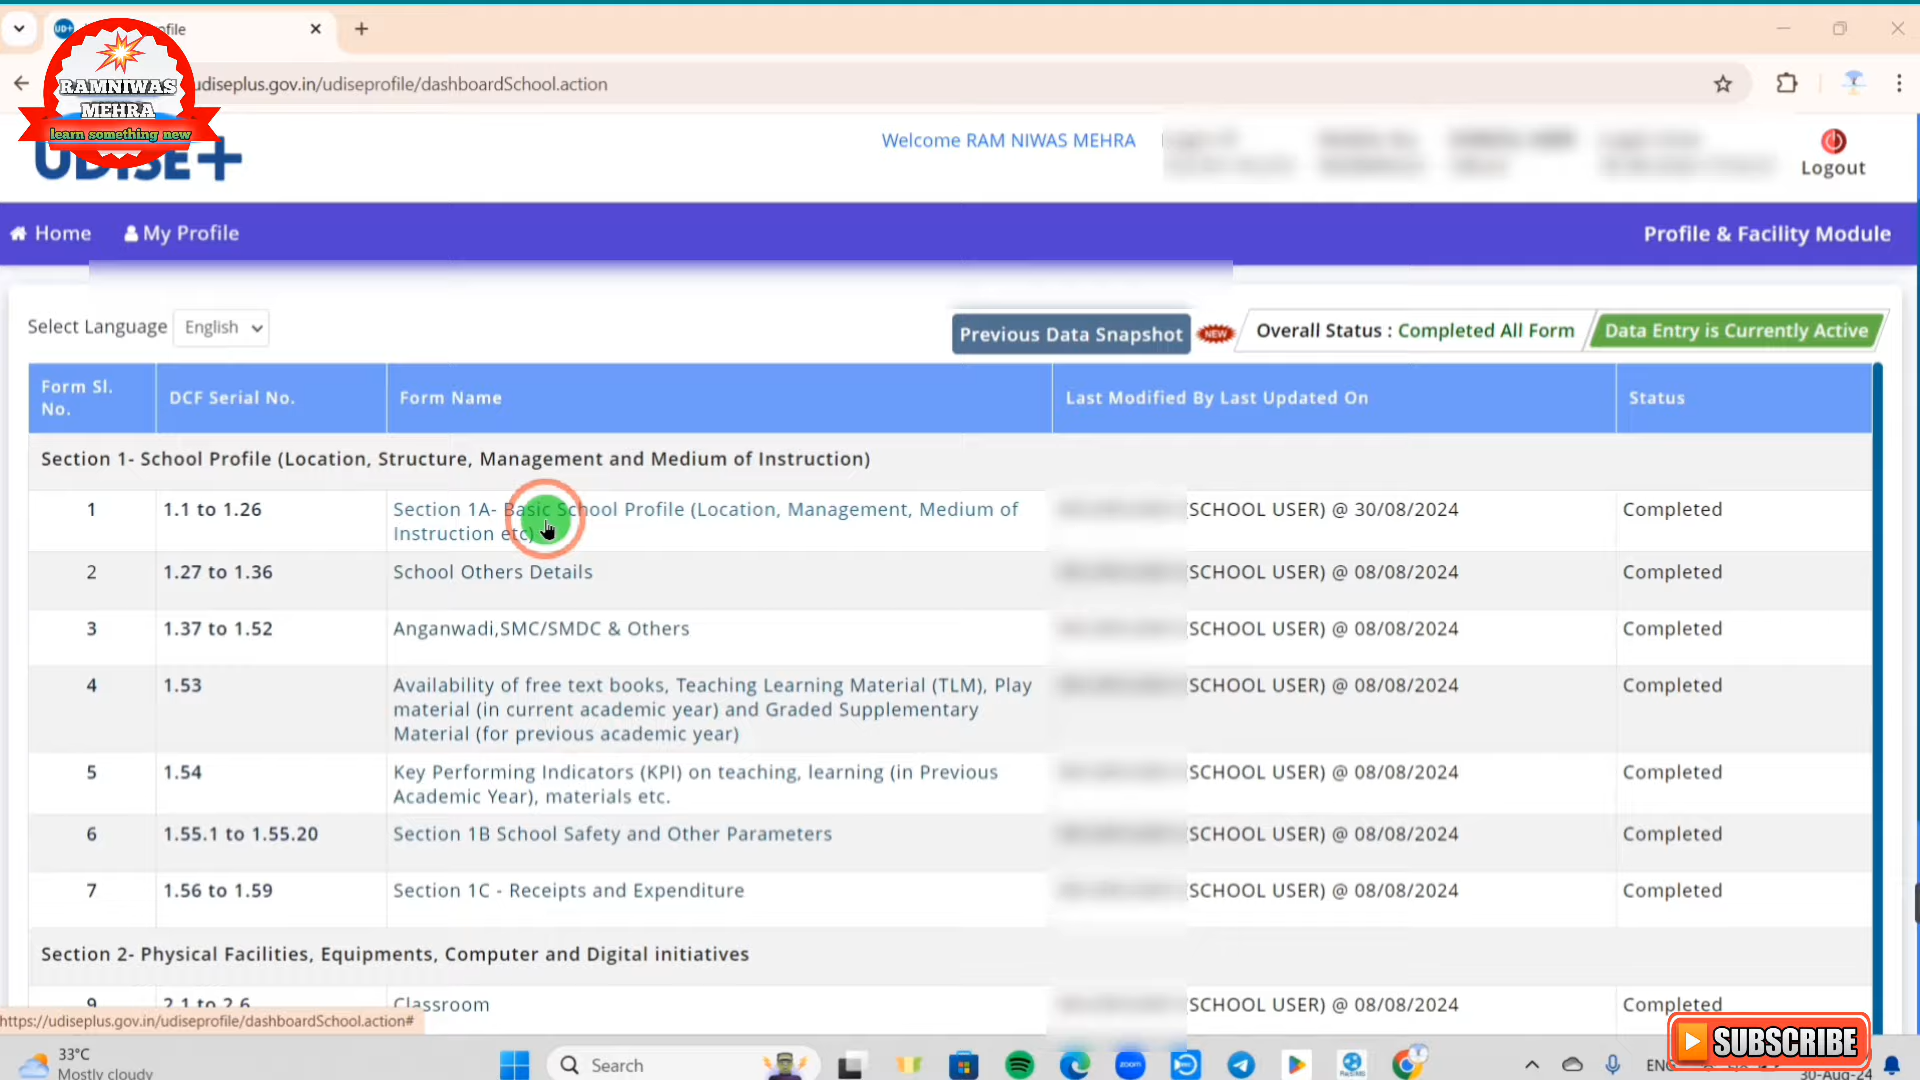 UD+
file
RAMNIWAS
MEHRA
learn something new
udiseplus.gov.in/udiseprofile/dashboardSchool.action
UDISE+
Welcome RAM NIWAS MEHRA
Logout
Home
My Profile
Profile & Facility Module
Select Language
English
Previous Data Snapshot
NEW
Overall Status : Completed All Form
Data Entry is Currently Active
Form Sl. No.
DCF Serial No.
Form Name
Last Modified By Last Updated On
Status
Section 1- School Profile (Location, Structure, Management and Medium of Instruction)
1
1.1 to 1.26
Section 1A- Basic School Profile (Location, Management, Medium of
Instruction etc)
(SCHOOL USER) @ 30/08/2024
Completed
2
1.27 to 1.36
School Others Details
(SCHOOL USER) @ 08/08/2024
Completed
3
1.37 to 1.52
Anganwadi,SMC/SMDC & Others
(SCHOOL USER) @ 08/08/2024
Completed
4
1.53
Availability of free text books, Teaching Learning Material (TLM), Play
material (in current academic year) and Graded Supplementary
Material (for previous academic year)
(SCHOOL USER) @ 08/08/2024
Completed
5
1.54
Key Performing Indicators (KPI) on teaching, learning (in Previous
Academic Year), materials etc.
(SCHOOL USER) @ 08/08/2024
Completed
6
1.55.1 to 1.55.20
Section 1B School Safety and Other Parameters
(SCHOOL USER) @ 08/08/2024
Completed
7
1.56 to 1.59
Section 1C - Receipts and Expenditure
(SCHOOL USER) @ 08/08/2024
Completed
Section 2- Physical Facilities, Equipments, Computer and Digital initiatives
9
2.1 to 2.6
Classroom
(SCHOOL USER) @ 08/08/2024
Completed
https://udiseplus.gov.in/udiseprofile/dashboardSchool.action#
SUBSCRIBE
33°C
Mostly cloudy
Search
zoom
ENG
30-Aug-24